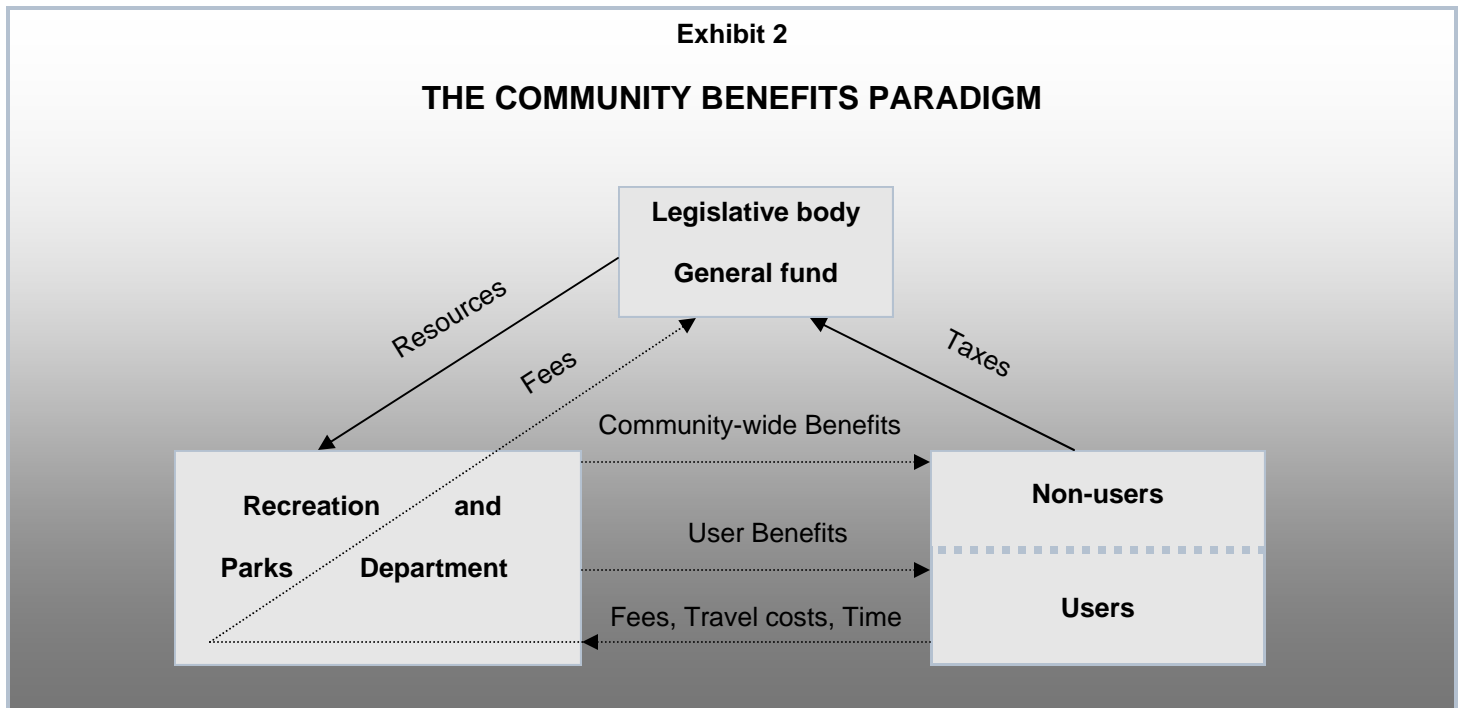 Exhibit 2
THE COMMUNITY BENEFITS PARADIGM
Legislative body
General fund
Resources
Fees
Taxes
Community-wide Benefits
Recreation and
Parks Department
User Benefits
Fees, Travel costs, Time
Non-users
Users